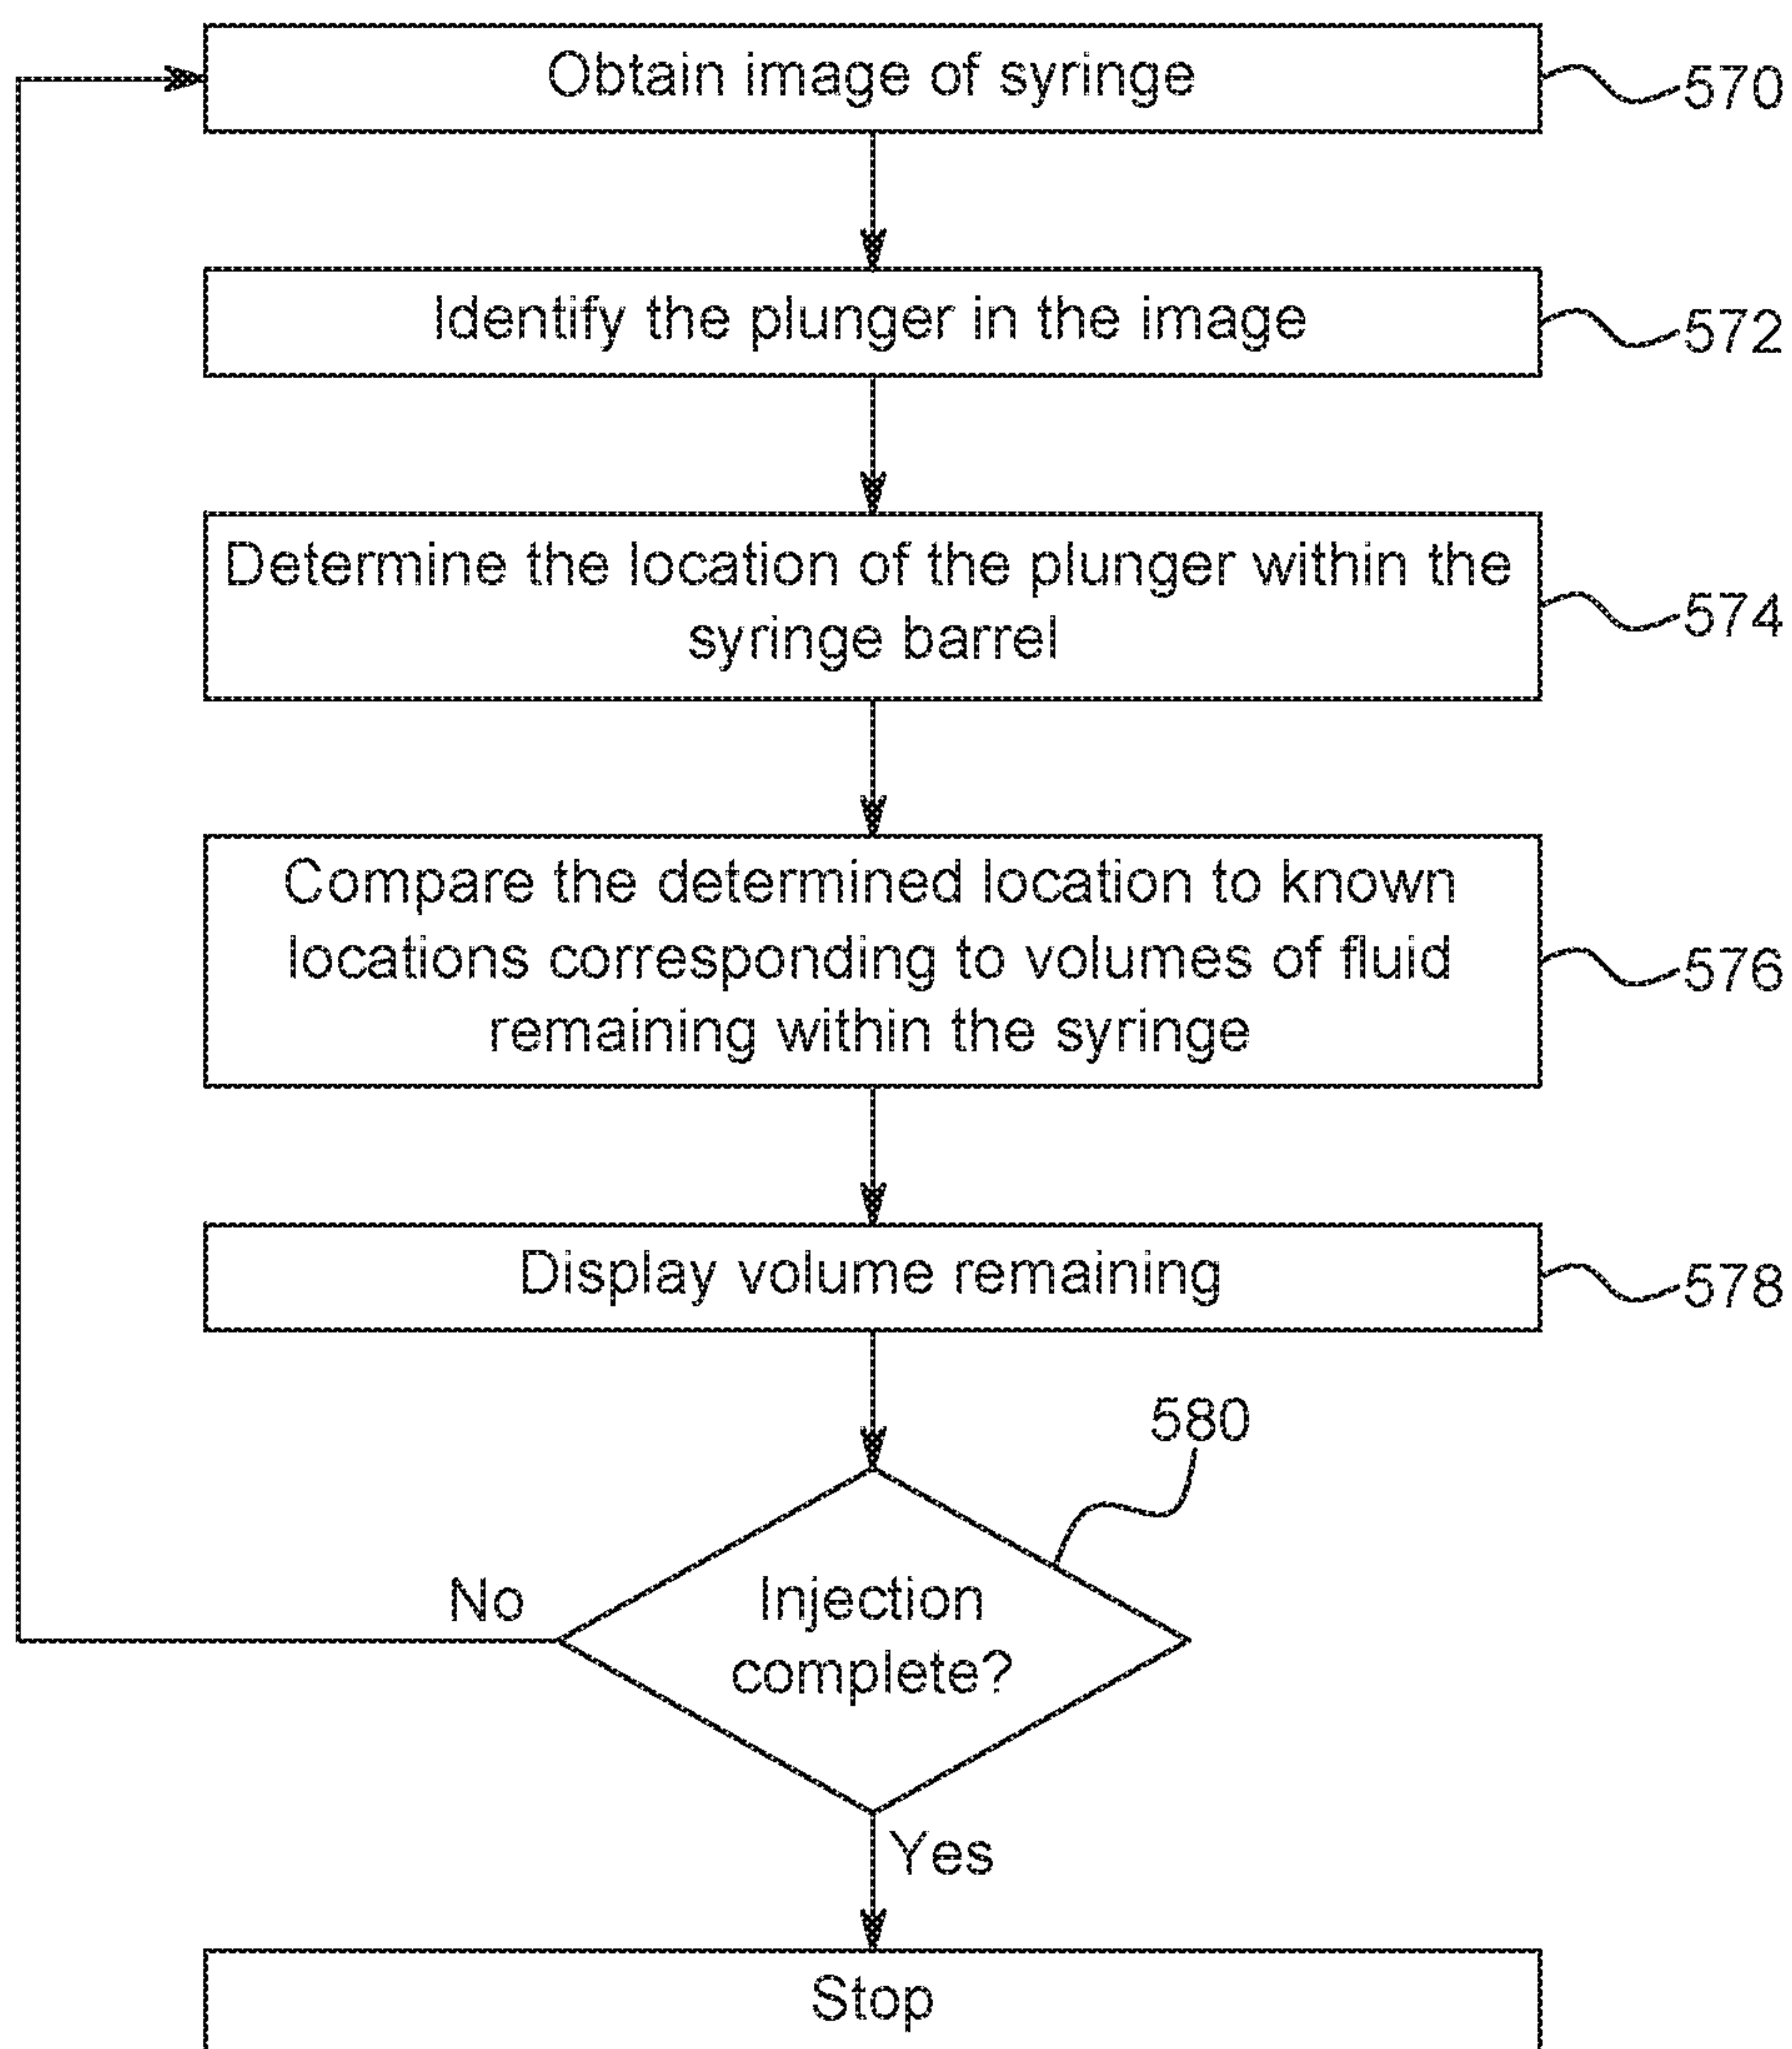 Obtain image of syringe
570
Identify the plunger in the image
572
Determine the location of the plunger within the
syringe barrel
574
Compare the determined location to known
locations corresponding to volumes of fluid
remaining within the syringe
576
Display volume remaining
578
580
Injection
complete?
No
Yes
Stop